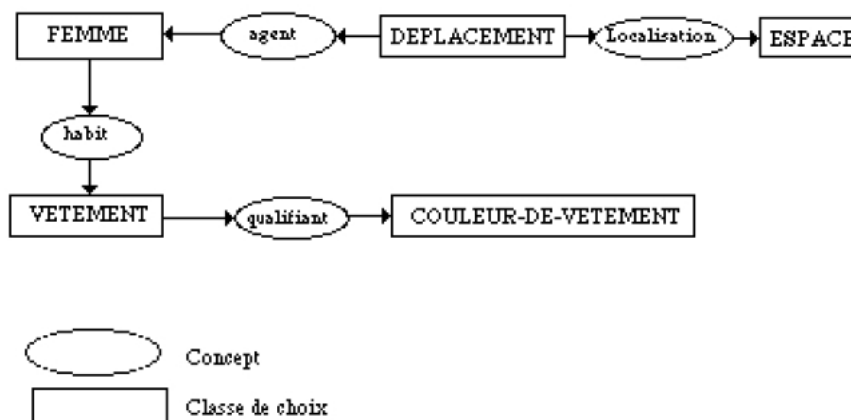 FEMME
agent
DEPLACEMENT
Localisation
ESPACE
habit
VETEMENT
qualifiant
COULEUR-DE-VETEMENT
Concept
Classe de choix